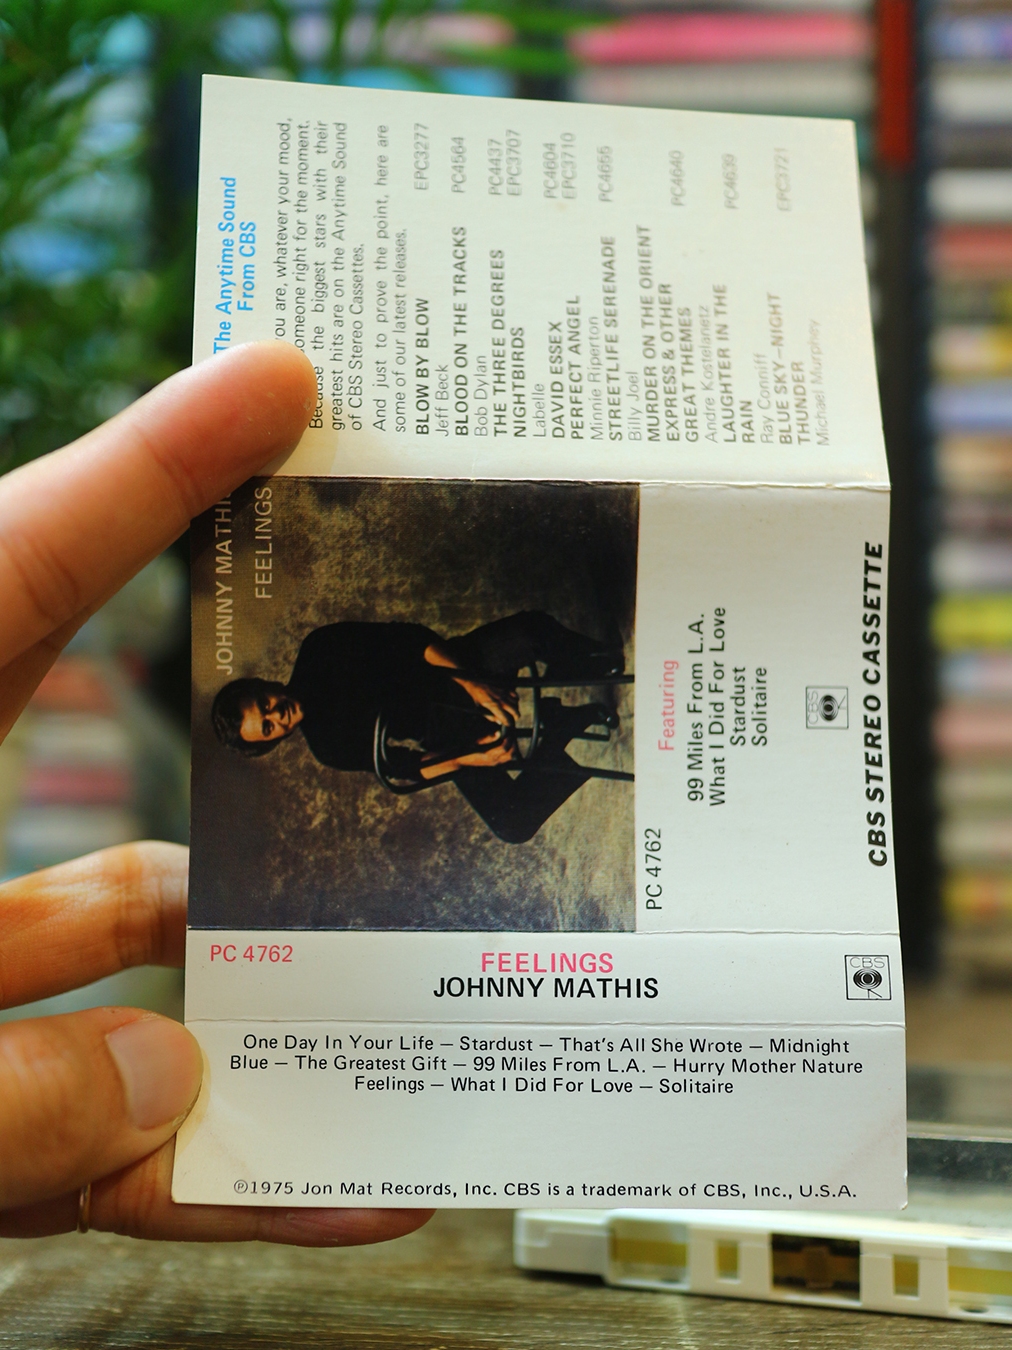 The Anytime Sound
From CBS
ou are, whatever your mood,
omeone right for the moment.
Because the biggest stars with their
greatest hits are on the Anytime Sound
of CBS Stereo Cassettes.
And just to prove the point, here are
some of our latest releases.
BLOW BY BLOW EPC3277
Jeff Beck
BLOOD ON THE TRACKS PC4564
Bob Dylan
THE THREE DEGREES PC4437
NIGHTBIRDS EPC3707
Labelle
DAVID ESSEX PC4604
PERFECT ANGEL EPC3710
Minnie Riperton
STREETLIFE SERENADE PC4655
Billy Joel
MURDER ON THE ORIENT
EXPRESS & OTHER PC4640
GREAT THEMES
Andre Kostelanetz
LAUGHTER IN THE PC4639
RAIN
Ray Conniff
BLUE SKY–NIGHT EPC3721
THUNDER
Michael Murphey
JOHNNY MATHI
FEELINGS
Featuring
99 Miles From L.A.
What I Did For Love
Stardust
Solitaire
PC 4762
CBS
CBS STEREO CASSETTE
PC 4762
FEELINGS
JOHNNY MATHIS
CBS
One Day In Your Life – Stardust – That's All She Wrote – Midnight
Blue – The Greatest Gift – 99 Miles From L.A. – Hurry Mother Nature
Feelings – What I Did For Love – Solitaire
℗1975 Jon Mat Records, Inc. CBS is a trademark of CBS, Inc., U.S.A.